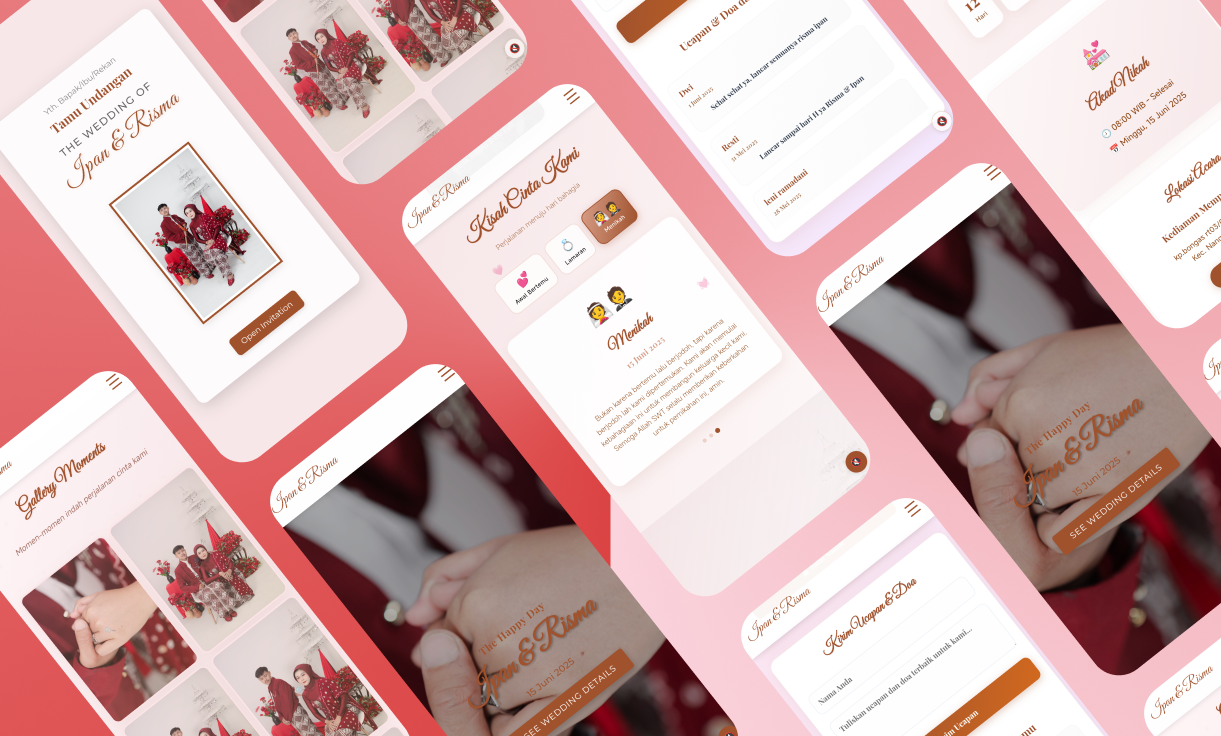 Yth. Bapak/Ibu/Rekan
Tamu Undangan
THE WEDDING OF
Ipan & Risma
Open Invitation
Gallery Moments
Momen-momen indah perjalanan cinta kami
Ipan & Risma
The Happy Day
Ipan & Risma
15 Juni 2025
SEE WEDDING DETAILS
Ipan & Risma
Kisah Cinta Kami
Perjalanan menuju hari bahagia
Awal Bertemu
Lamaran
Menikah
Menikah
15 Juni 2025
Bukan karena bertemu lalu berjodoh, tapi karena
berjodoh lah kami dipertemukan. Kami akan memulai
kebahagiaan ini untuk membangun keluarga kecil kami.
Semoga Allah SWT selalu memberikan keberkahan
untuk pernikahan ini, amin.
Ucapan & Doa
Dwi
1 Juni 2025
Sehat sehat ya, lancar semuanya risma ipan
Resti
31 Mei 2025
Lancar sampai hari H ya Risma & Ipan
leni ramadani
28 Mei 2025
Ipan & Risma
Kirim Ucapan & Doa
Nama Anda
Tuliskan ucapan dan doa terbaik untuk kami...
Ucapan
Ipan & Risma
The Happy Day
Ipan & Risma
15 Juni 2025
SEE WEDDING DETAILS
12
Hari
Akad Nikah
08:00 WIB - Selesai
Minggu, 15 Juni 2025
Lokasi Acara
Kediaman
Kec.
Ipan & Risma